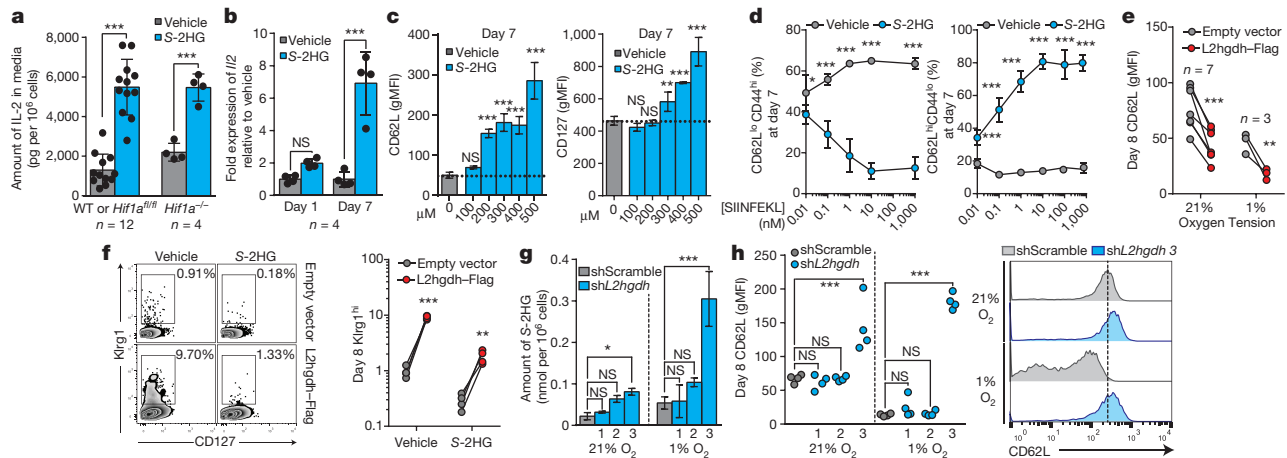 a
Vehicle
S-2HG
Amount of IL-2 in media
(pg per 10⁶ cells)
8,000
6,000
4,000
2,000
0
***
***
WT or Hif1a^fl/fl
n = 12
Hif1a^–/–
n = 4
b
Vehicle
S-2HG
Fold expression of Il2
relative to vehicle
10
8
6
4
2
0
NS
***
Day 1
Day 7
n = 4
c
Day 7
Vehicle
S-2HG
CD62L (gMFI)
400
300
200
100
0
NS
***
***
***
***
μM
0
100
200
300
400
500
Day 7
Vehicle
S-2HG
CD127 (gMFI)
1,000
800
600
400
200
0
NS
NS
**
***
***
μM
0
100
200
300
400
500
d
Vehicle
S-2HG
CD62L^lo CD44^hi (%)
at day 7
80
60
40
20
0
*
***
***
***
***
[SIINFEKL]
(nM)
0.01
0.1
1
10
100
1,000
Vehicle
S-2HG
CD62L^hi CD44^lo (%)
at day 7
100
80
60
40
20
0
***
***
***
***
***
***
0.01
0.1
1
10
100
1,000
e
Empty vector
L2hgdh–Flag
Day 8 CD62L (gMFI)
150
100
50
0
n = 7
***
n = 3
**
21%
1%
Oxygen Tension
f
Vehicle
S-2HG
0.91%
0.18%
Empty vector
9.70%
1.33%
L2hgdh–Flag
Klrg1
CD127
Empty vector
L2hgdh–Flag
Day 8 Klrg1^hi
10
1
0.1
***
**
Vehicle
S-2HG
g
shScramble
shL2hgdh
Amount of S-2HG
(nmol per 10⁶ cells)
0.4
0.3
0.2
0.1
0
*
NS
NS
***
NS
NS
1 2 3
1 2 3
21% O₂
1% O₂
h
shScramble
shL2hgdh
Day 8 CD62L (gMFI)
250
200
150
100
50
0
***
NS
NS
***
NS
NS
1 2 3
1 2 3
21% O₂
1% O₂
shScramble
shL2hgdh 3
21%
O₂
1%
O₂
10⁰ 10¹ 10² 10³ 10⁴
CD62L